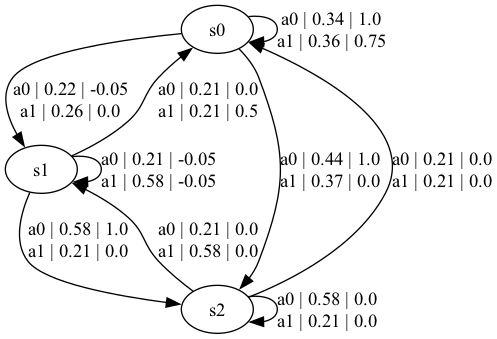 s0
a0 | 0.34 | 1.0
a1 | 0.36 | 0.75
a0 | 0.22 | -0.05
a1 | 0.26 | 0.0
a0 | 0.21 | 0.0
a1 | 0.21 | 0.5
s1
a0 | 0.21 | -0.05
a1 | 0.58 | -0.05
a0 | 0.44 | 1.0
a1 | 0.37 | 0.0
a0 | 0.21 | 0.0
a1 | 0.21 | 0.0
a0 | 0.58 | 1.0
a1 | 0.21 | 0.0
a0 | 0.21 | 0.0
a1 | 0.58 | 0.0
s2
a0 | 0.58 | 0.0
a1 | 0.21 | 0.0